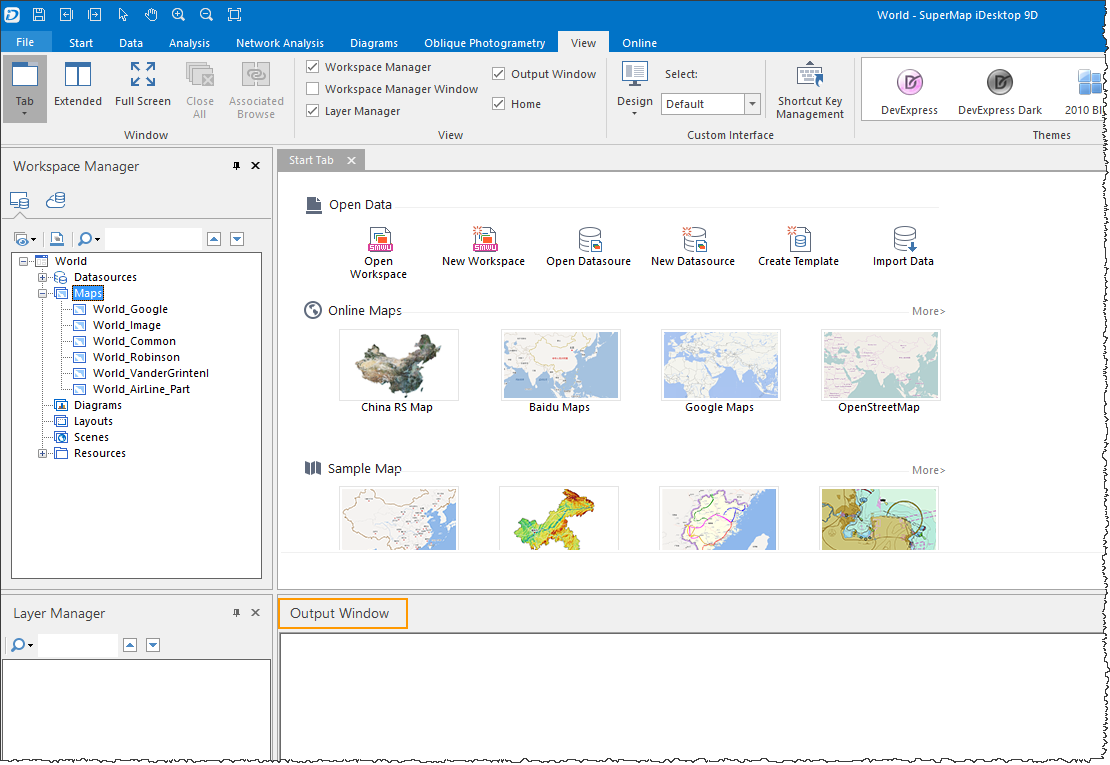 World - SuperMap iDesktop 9D
File Start Data Analysis Network Analysis Diagrams Oblique Photogrametry View Online
Tab
Extended
Full Screen
Close All
Associated Browse
Window
Workspace Manager
Workspace Manager Window
Layer Manager
Output Window
Home
View
Design
Select:
Default
Shortcut Key Management
Custom Interface
DevExpress
DevExpress Dark
Themes
Workspace Manager
World
Datasources
Maps
World_Google
World_Image
World_Common
World_Robinson
World_VanderGrintenI
World_AirLine_Part
Diagrams
Layouts
Scenes
Resources
Start Tab
Open Data
SMWU
Open Workspace
SMWU
New Workspace
Open Datasoure
New Datasource
Create Template
Import Data
Online Maps
More>
China RS Map
Baidu Maps
Google Maps
OpenStreetMap
Sample Map
More>
Layer Manager
Output Window